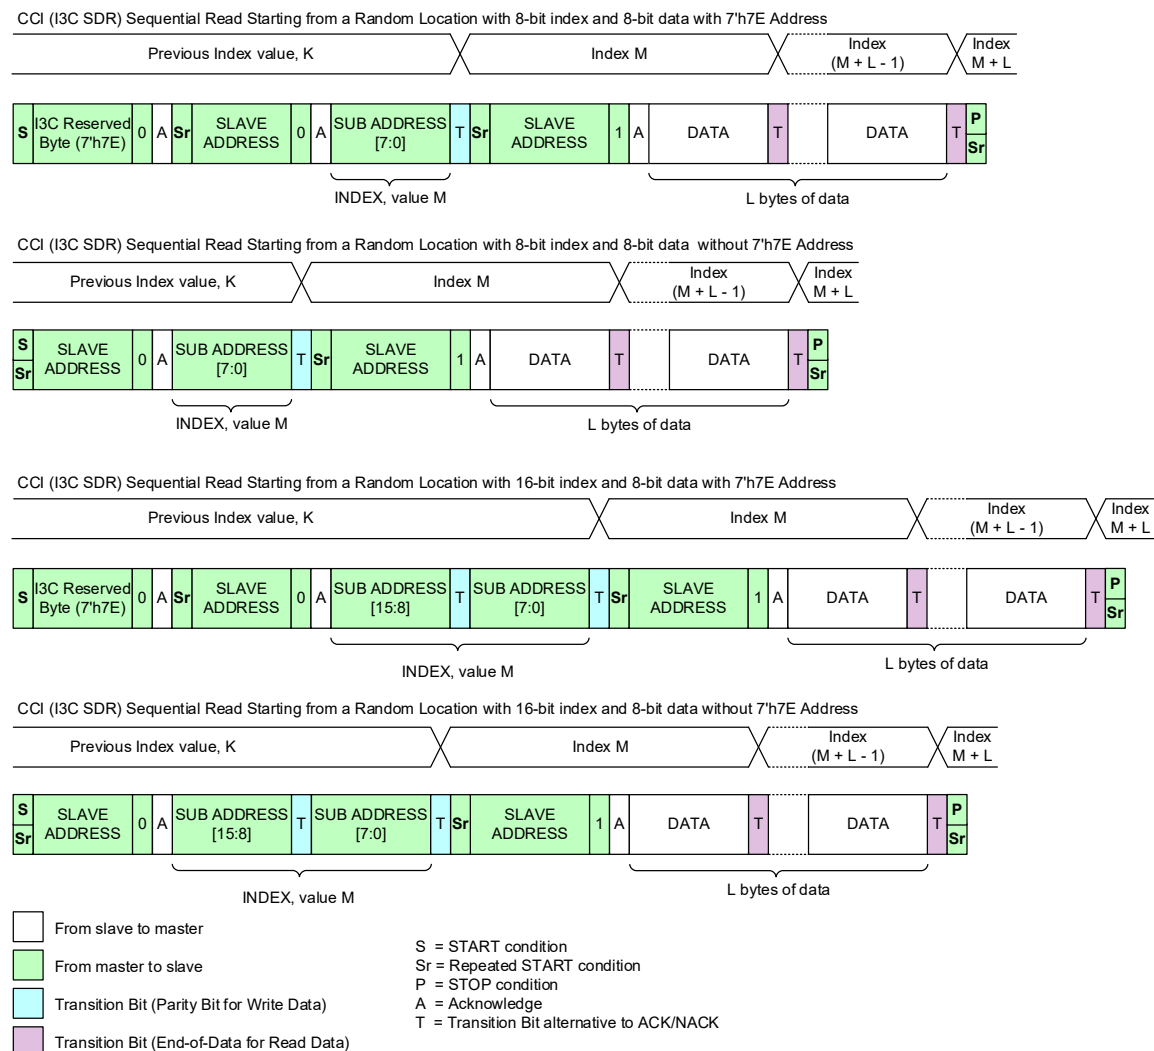 CCI (I3C SDR) Sequential Read Starting from a Random Location with 8-bit index and 8-bit data with 7'h7E Address
Previous Index value, K
Index M
Index
(M + L - 1)
Index
M + L
S
I3C Reserved
Byte (7'h7E)
0
A
Sr
SLAVE
ADDRESS
0
A
SUB ADDRESS
[7:0]
T
Sr
SLAVE
ADDRESS
1
A
DATA
T
DATA
T
P
Sr
INDEX, value M
L bytes of data
CCI (I3C SDR) Sequential Read Starting from a Random Location with 8-bit index and 8-bit data without 7'h7E Address
Previous Index value, K
Index M
Index
(M + L - 1)
Index
M + L
S
Sr
SLAVE
ADDRESS
0
A
SUB ADDRESS
[7:0]
T
Sr
SLAVE
ADDRESS
1
A
DATA
T
DATA
T
P
Sr
INDEX, value M
L bytes of data
CCI (I3C SDR) Sequential Read Starting from a Random Location with 16-bit index and 8-bit data with 7'h7E Address
Previous Index value, K
Index M
Index
(M + L - 1)
Index
M + L
S
I3C Reserved
Byte (7'h7E)
0
A
Sr
SLAVE
ADDRESS
0
A
SUB ADDRESS
[15:8]
T
SUB ADDRESS
[7:0]
T
Sr
SLAVE
ADDRESS
1
A
DATA
T
DATA
T
P
Sr
INDEX, value M
L bytes of data
CCI (I3C SDR) Sequential Read Starting from a Random Location with 16-bit index and 8-bit data without 7'h7E Address
Previous Index value, K
Index M
Index
(M + L - 1)
Index
M + L
S
Sr
SLAVE
ADDRESS
0
A
SUB ADDRESS
[15:8]
T
SUB ADDRESS
[7:0]
T
Sr
SLAVE
ADDRESS
1
A
DATA
T
DATA
T
P
Sr
INDEX, value M
L bytes of data
From slave to master
From master to slave
Transition Bit (Parity Bit for Write Data)
Transition Bit (End-of-Data for Read Data)
S = START condition
Sr = Repeated START condition
P = STOP condition
A = Acknowledge
T = Transition Bit alternative to ACK/NACK